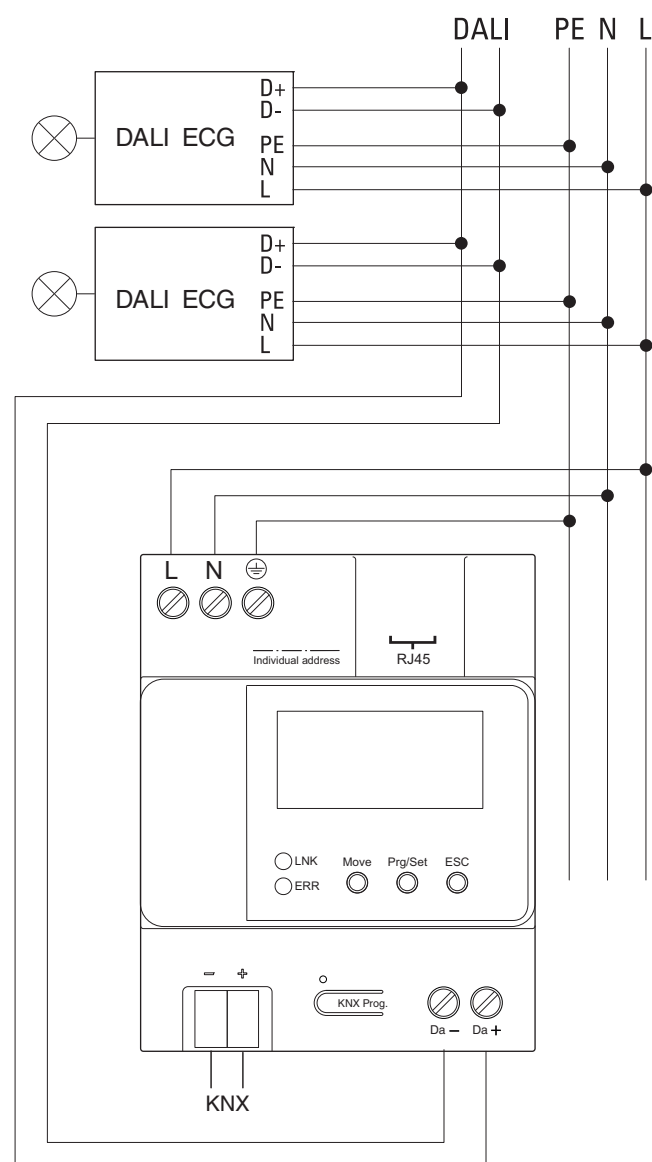 DALI PE N L
D+
D-
DALI ECG PE
N
L
D+
D-
DALI ECG PE
N
L
L N
Individual address RJ45
LNK Move Prg/Set ESC
ERR
– +
KNX Prog.
Da – Da +
KNX